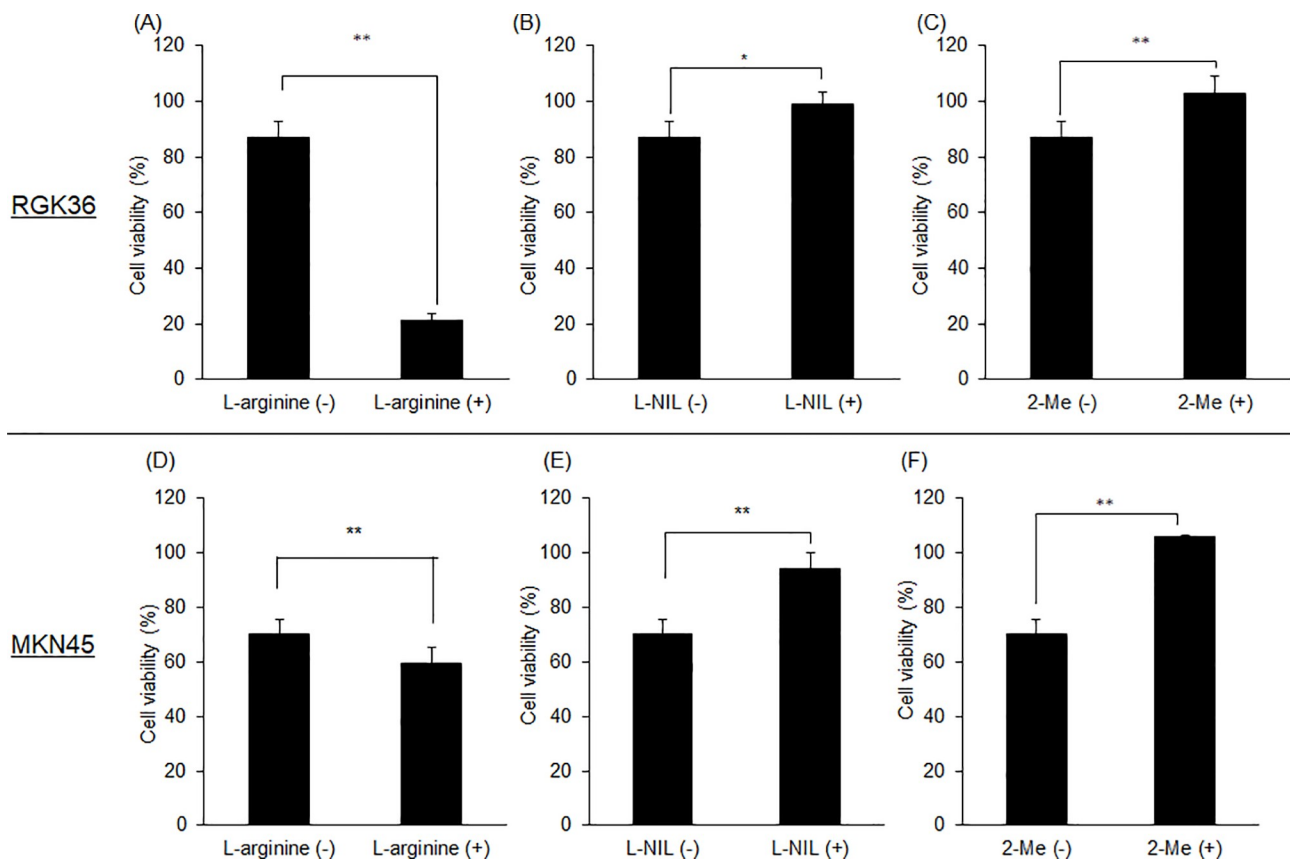 (A)
**
120
100
80
60
40
20
0
Cell viability (%)
L-arginine (-) L-arginine (+)
(B)
*
120
100
80
60
40
20
0
Cell viability (%)
L-NIL (-) L-NIL (+)
(C)
**
120
100
80
60
40
20
0
Cell viability (%)
2-Me (-) 2-Me (+)
RGK36
(D)
**
120
100
80
60
40
20
0
Cell viability (%)
L-arginine (-) L-arginine (+)
(E)
**
120
100
80
60
40
20
0
Cell viability (%)
L-NIL (-) L-NIL (+)
(F)
**
120
100
80
60
40
20
0
Cell viability (%)
2-Me (-) 2-Me (+)
MKN45